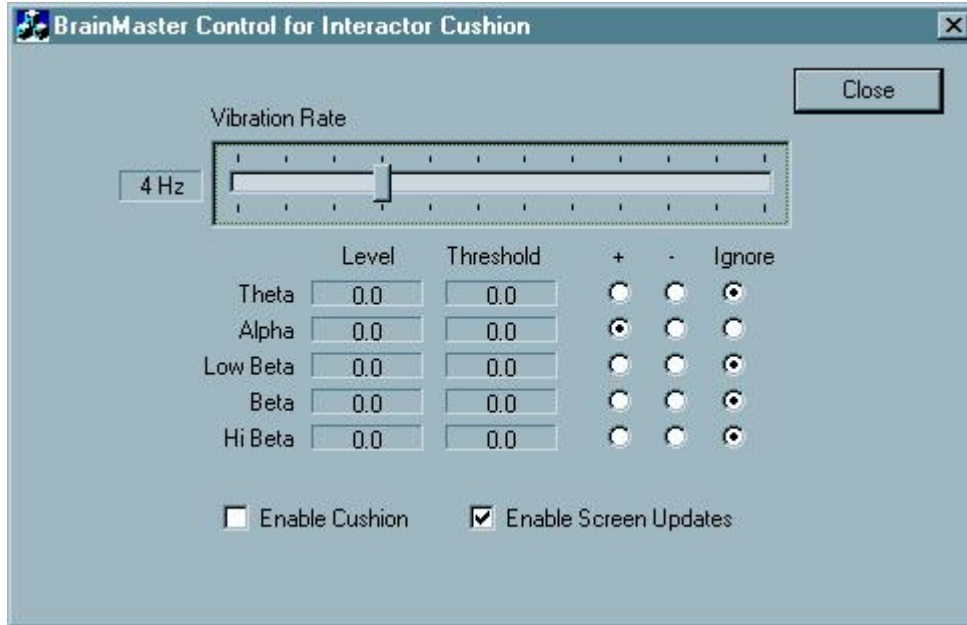 BrainMaster Control for Interactor Cushion
Close
Vibration Rate
4 Hz
Level Threshold + - Ignore
Theta 0.0 0.0
Alpha 0.0 0.0
Low Beta 0.0 0.0
Beta 0.0 0.0
Hi Beta 0.0 0.0
Enable Cushion Enable Screen Updates